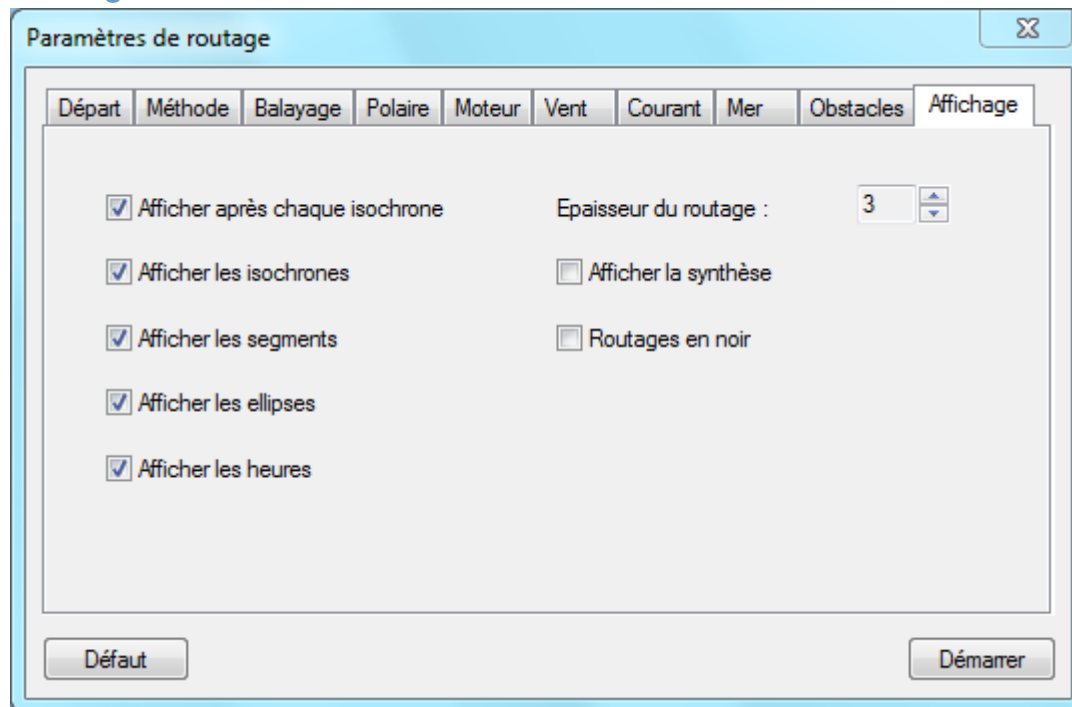 Paramètres de routage
Départ Méthode Balayage Polaire Moteur Vent Courant Mer Obstacles Affichage
Afficher après chaque isochrone Epaisseur du routage : 3
Afficher les isochrones Afficher la synthèse
Afficher les segments Routages en noir
Afficher les ellipses
Afficher les heures
Défaut Démarrer